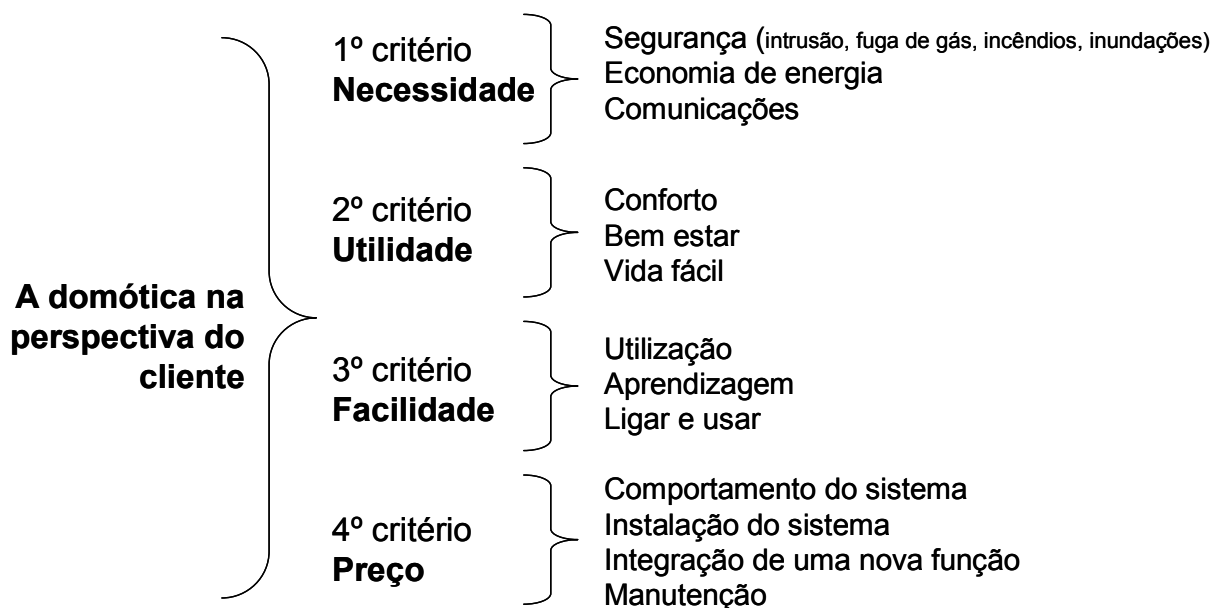 A domótica na
perspectiva do
cliente
1º critério
Necessidade
Segurança (intrusão, fuga de gás, incêndios, inundações)
Economia de energia
Comunicações
2º critério
Utilidade
Conforto
Bem estar
Vida fácil
3º critério
Facilidade
Utilização
Aprendizagem
Ligar e usar
4º critério
Preço
Comportamento do sistema
Instalação do sistema
Integração de uma nova função
Manutenção